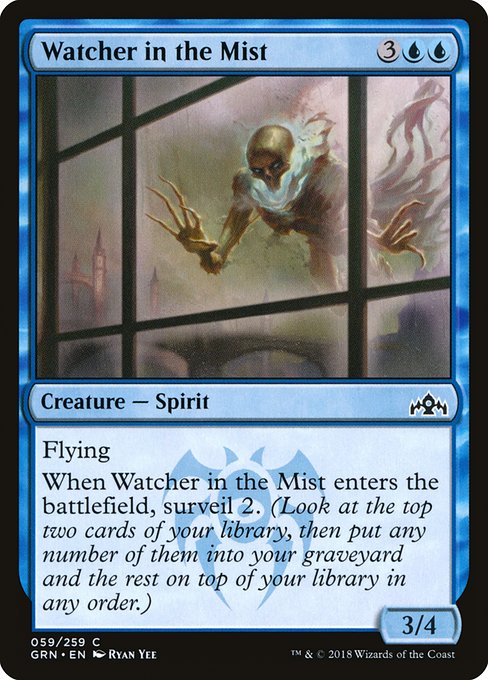 Watcher in the Mist 3
Creature — Spirit
Flying
When Watcher in the Mist enters the
battlefield, surveil 2. (Look at the top
two cards of your library, then put any
number of them into your graveyard
and the rest on top of your library in
any order.)
3/4
059/259 C
GRN • EN Ryan Yee
™ & © 2018 Wizards of the Coast